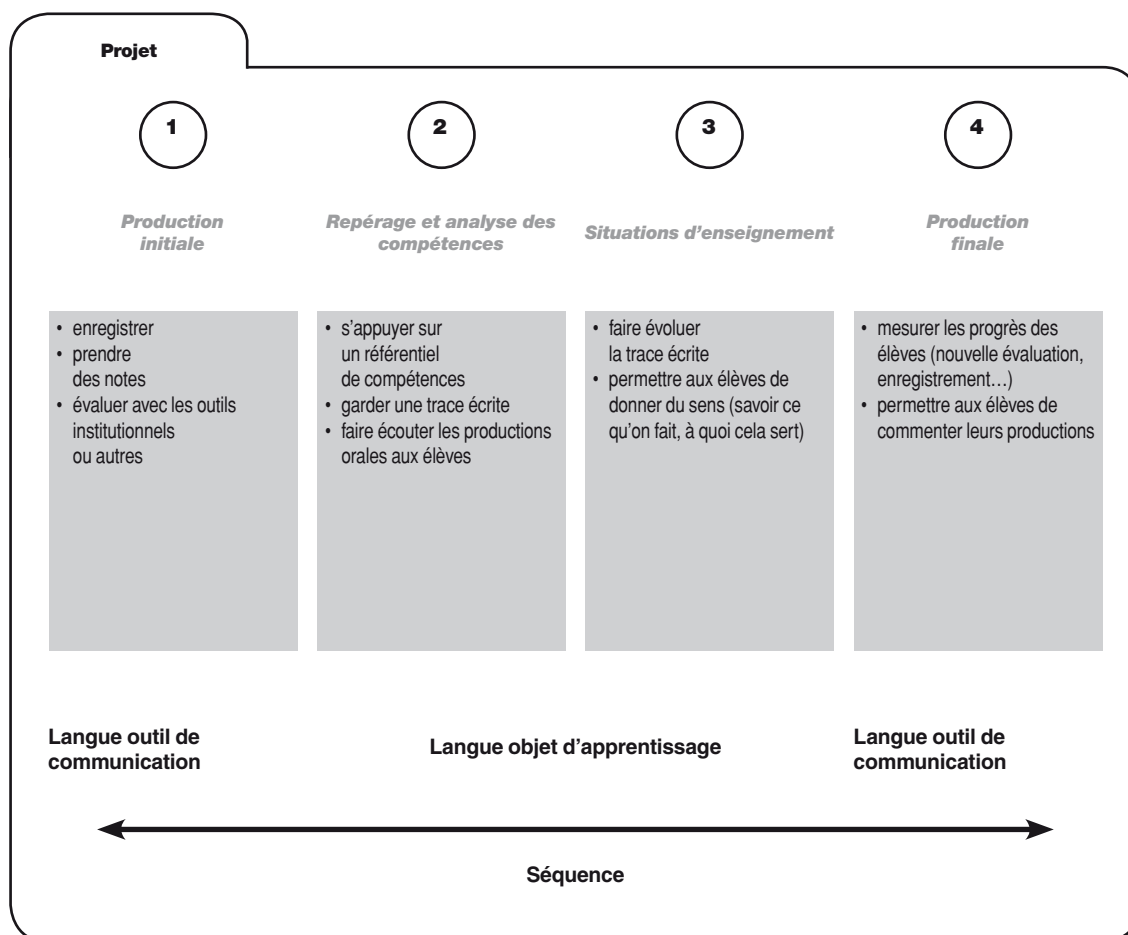 Projet
1
2
3
4
Production
initiale
Repérage et analyse des
compétences
Situations d’enseignement
Production
finale
• enregistrer
• prendre
des notes
• évaluer avec les outils
institutionnels
ou autres
• s’appuyer sur
un référentiel
de compétences
• garder une trace écrite
• faire écouter les productions
orales aux élèves
• faire évoluer
la trace écrite
• permettre aux élèves de
donner du sens (savoir ce
qu’on fait, à quoi cela sert)
• mesurer les progrès des
élèves (nouvelle évaluation,
enregistrement…)
• permettre aux élèves de
commenter leurs productions
Langue outil de
communication
Langue objet d’apprentissage
Langue outil de
communication
Séquence